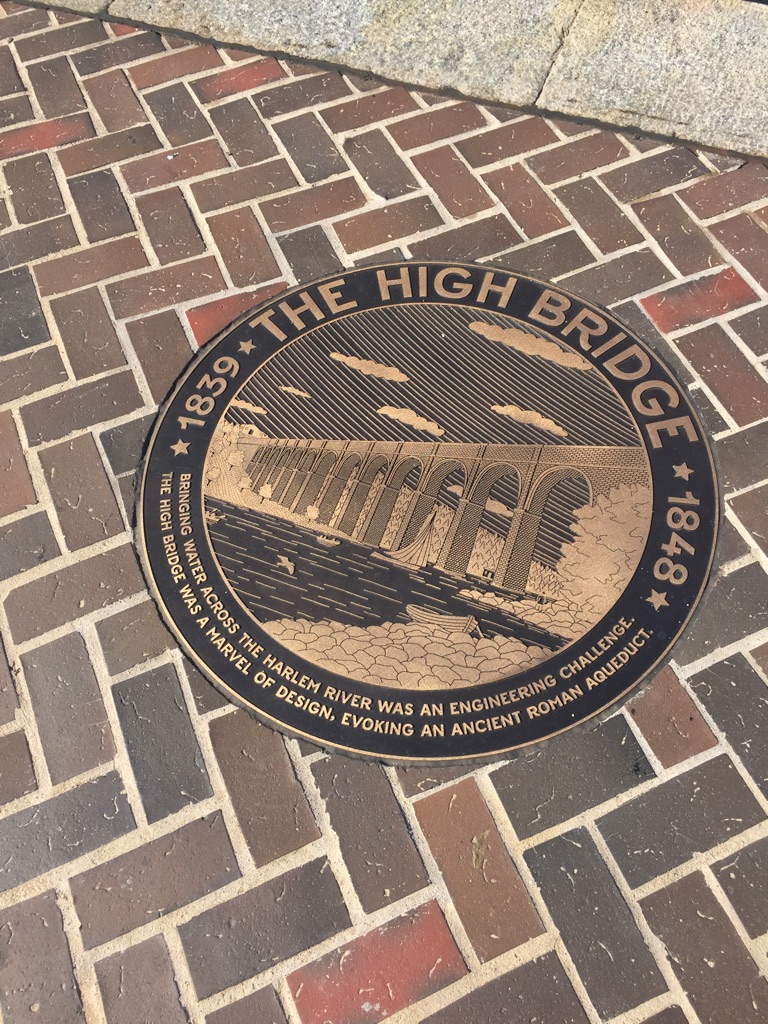 1839 ★ THE HIGH BRIDGE ★ 1848
BRINGING WATER ACROSS THE HARLEM RIVER WAS AN ENGINEERING CHALLENGE.
THE HIGH BRIDGE WAS A MARVEL OF DESIGN, EVOKING AN ANCIENT ROMAN AQUEDUCT.